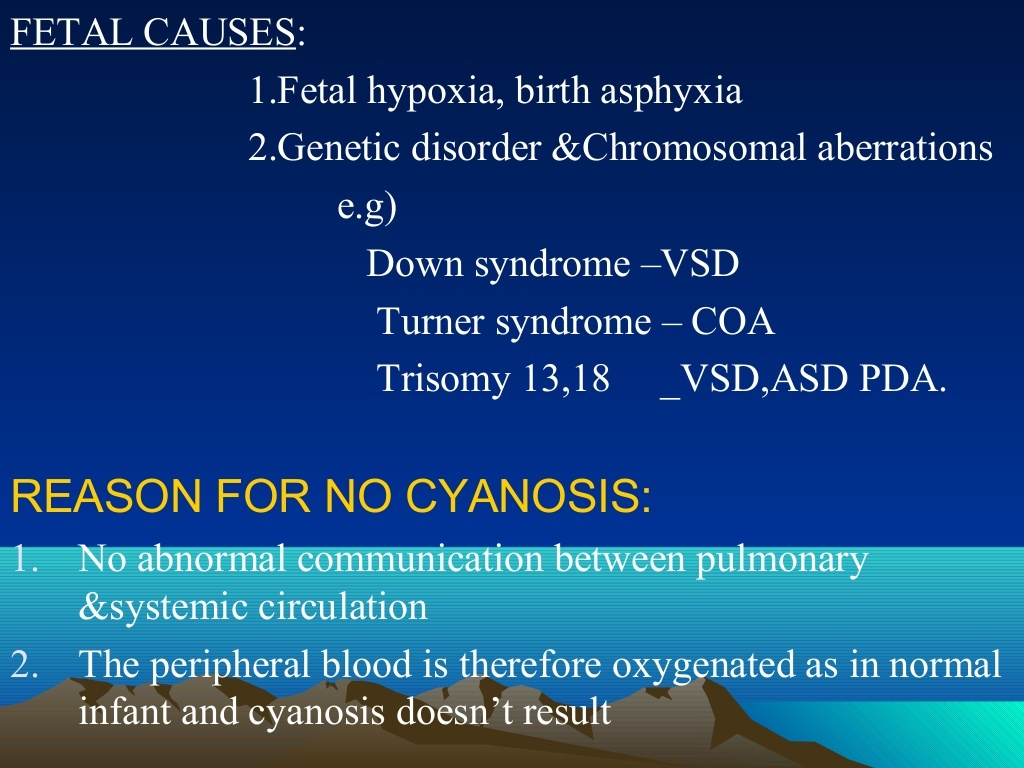 FETAL CAUSES:
1.Fetal hypoxia, birth asphyxia
2.Genetic disorder &Chromosomal aberrations
e.g)
Down syndrome –VSD
Turner syndrome – COA
Trisomy 13,18 _VSD,ASD PDA.
REASON FOR NO CYANOSIS:
1. No abnormal communication between pulmonary
&systemic circulation
2. The peripheral blood is therefore oxygenated as in normal
infant and cyanosis doesn’t result